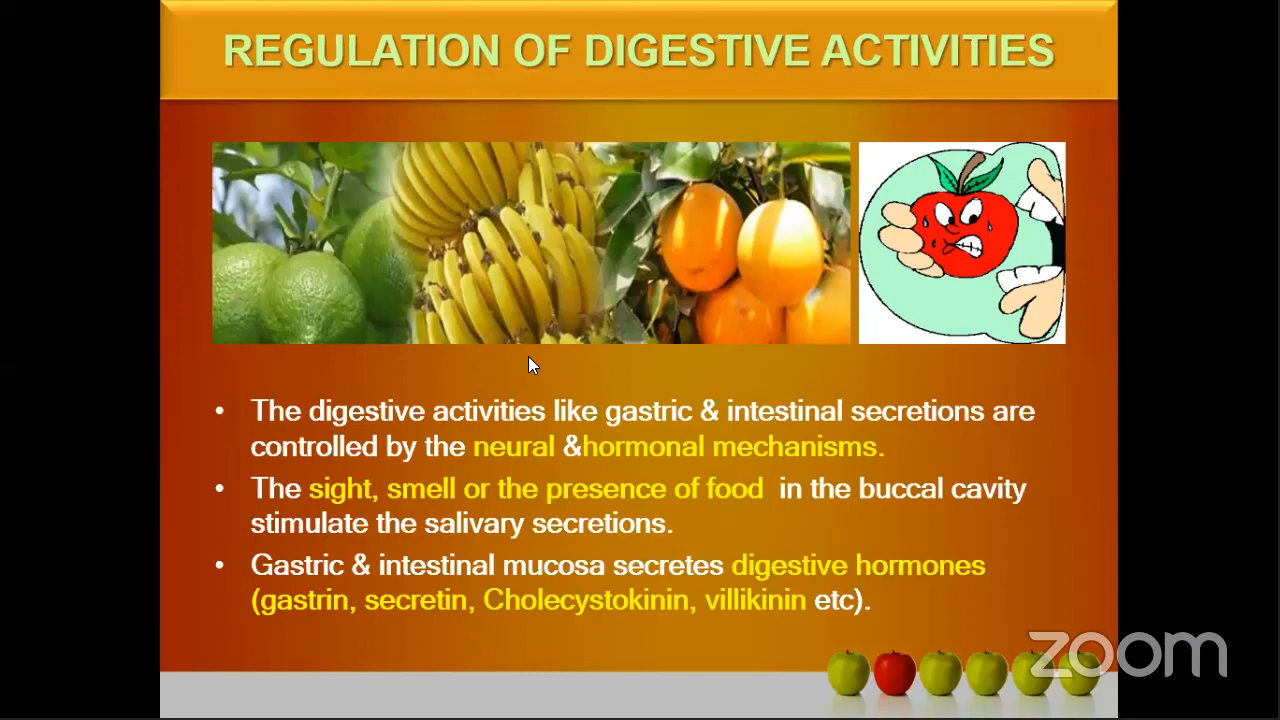 REGULATION OF DIGESTIVE ACTIVITIES
• The digestive activities like gastric & intestinal secretions are
controlled by the neural &hormonal mechanisms.
• The sight, smell or the presence of food in the buccal cavity
stimulate the salivary secretions.
• Gastric & intestinal mucosa secretes digestive hormones
(gastrin, secretin, Cholecystokinin, villikinin etc).
zoom